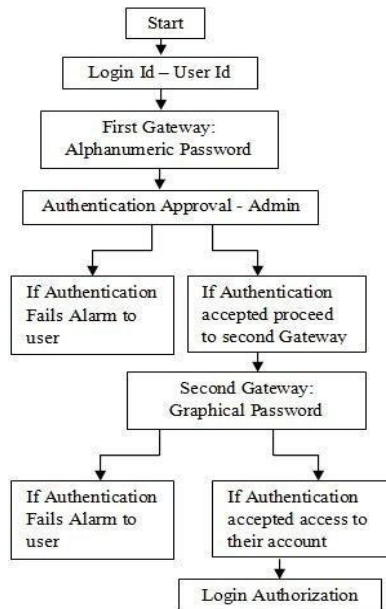 Start
Login Id – User Id
First Gateway:
Alphanumeric Password
Authentication Approval - Admin
If Authentication
Fails Alarm to
user
If Authentication
accepted proceed
to second Gateway
Second Gateway:
Graphical Password
If Authentication
Fails Alarm to
user
If Authentication
accepted access to
their account
Login Authorization